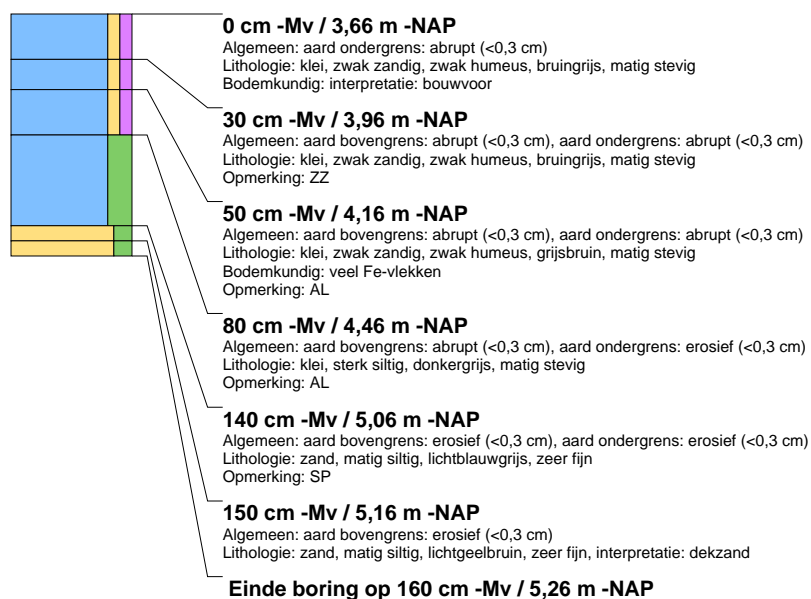 0 cm -Mv / 3,66 m -NAP
Algemeen: aard ondergrens: abrupt (<0,3 cm)
Lithologie: klei, zwak zandig, zwak humeus, bruingrijs, matig stevig
Bodemkundig: interpretatie: bouwvoor
30 cm -Mv / 3,96 m -NAP
Algemeen: aard bovengrens: abrupt (<0,3 cm), aard ondergrens: abrupt (<0,3 cm)
Lithologie: klei, zwak zandig, zwak humeus, bruingrijs, matig stevig
Opmerking: ZZ
50 cm -Mv / 4,16 m -NAP
Algemeen: aard bovengrens: abrupt (<0,3 cm), aard ondergrens: abrupt (<0,3 cm)
Lithologie: klei, zwak zandig, zwak humeus, grijsbruin, matig stevig
Bodemkundig: veel Fe-vlekken
Opmerking: AL
80 cm -Mv / 4,46 m -NAP
Algemeen: aard bovengrens: abrupt (<0,3 cm), aard ondergrens: erosief (<0,3 cm)
Lithologie: klei, sterk siltig, donkergrijs, matig stevig
Opmerking: AL
140 cm -Mv / 5,06 m -NAP
Algemeen: aard bovengrens: erosief (<0,3 cm), aard ondergrens: erosief (<0,3 cm)
Lithologie: zand, matig siltig, lichtblauwgrijs, zeer fijn
Opmerking: SP
150 cm -Mv / 5,16 m -NAP
Algemeen: aard bovengrens: erosief (<0,3 cm)
Lithologie: zand, matig siltig, lichtgeelbruin, zeer fijn, interpretatie: dekzand
Einde boring op 160 cm -Mv / 5,26 m -NAP